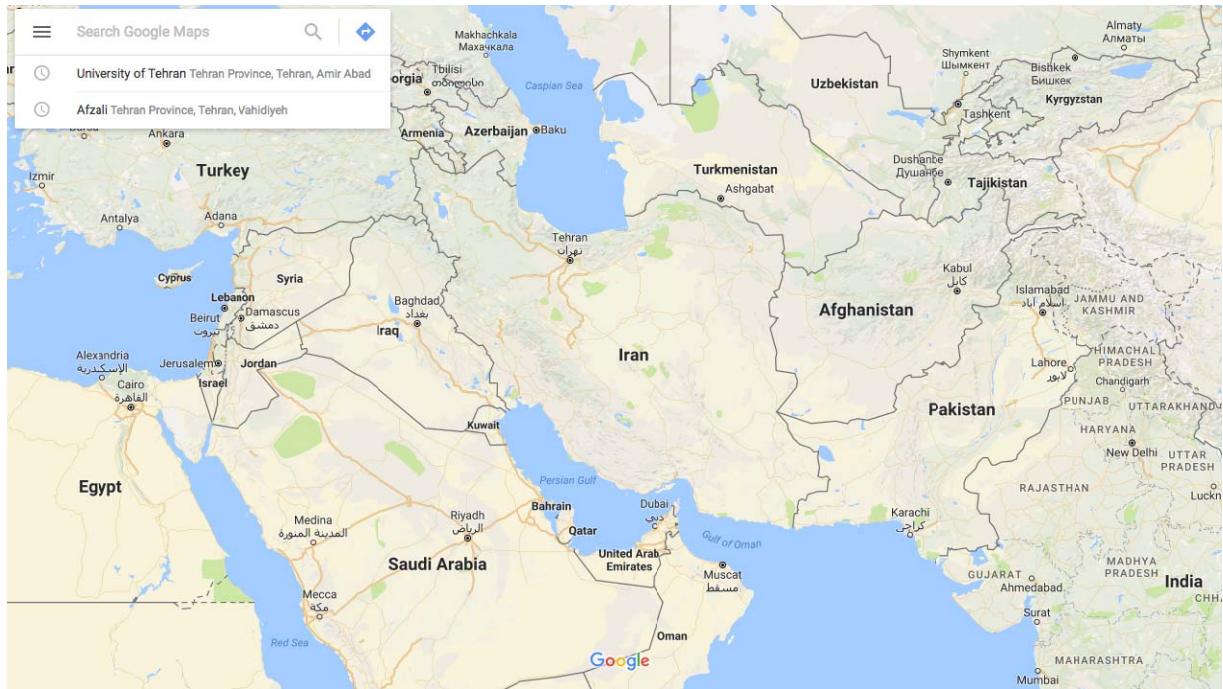 Search Google Maps
University of Tehran Tehran Province, Tehran, Amir Abad
Afzali Tehran Province, Tehran, Vahidiyeh
Makhachkala
Махачкала
Tbilisi
თბილისი
Caspian Sea
Almaty
Алматы
Shymkent
Шымкент
Bishkek
Бишкек
Uzbekistan
Kyrgyzstan
Tashkent
Ankara
Armenia
Azerbaijan
Baku
Turkmenistan
Ashgabat
Dushanbe
Душанбе
Tajikistan
Izmir
Turkey
Antalya
Adana
Tehran
تهران
Cyprus
Syria
Kabul
کابل
Islamabad
اسلام آباد
JAMMU AND
KASHMIR
Lebanon
Beirut
بيروت
Damascus
دمشق
Baghdad
بغداد
Iraq
Afghanistan
Alexandria
الإسكندرية
Jerusalem
Jordan
Iran
Lahore
لاہور
HIMACHAL
PRADESH
Cairo
القاهرة
Israel
Chandigarh
PUNJAB
UTTARAKHAND
Kuwait
Pakistan
HARYANA
New Delhi
UTTAR
PRADESH
Egypt
Persian Gulf
RAJASTHAN
Bahrain
Dubai
دبي
Karachi
کراچی
Medina
المدينة المنورة
Riyadh
الرياض
Qatar
Gulf of Oman
United Arab
Emirates
Saudi Arabia
Muscat
مسقط
GUJARAT
Ahmedabad
MADHYA
PRADESH
India
Mecca
مكة
Surat
Red Sea
Oman
Google
MAHARASHTRA
Mumbai